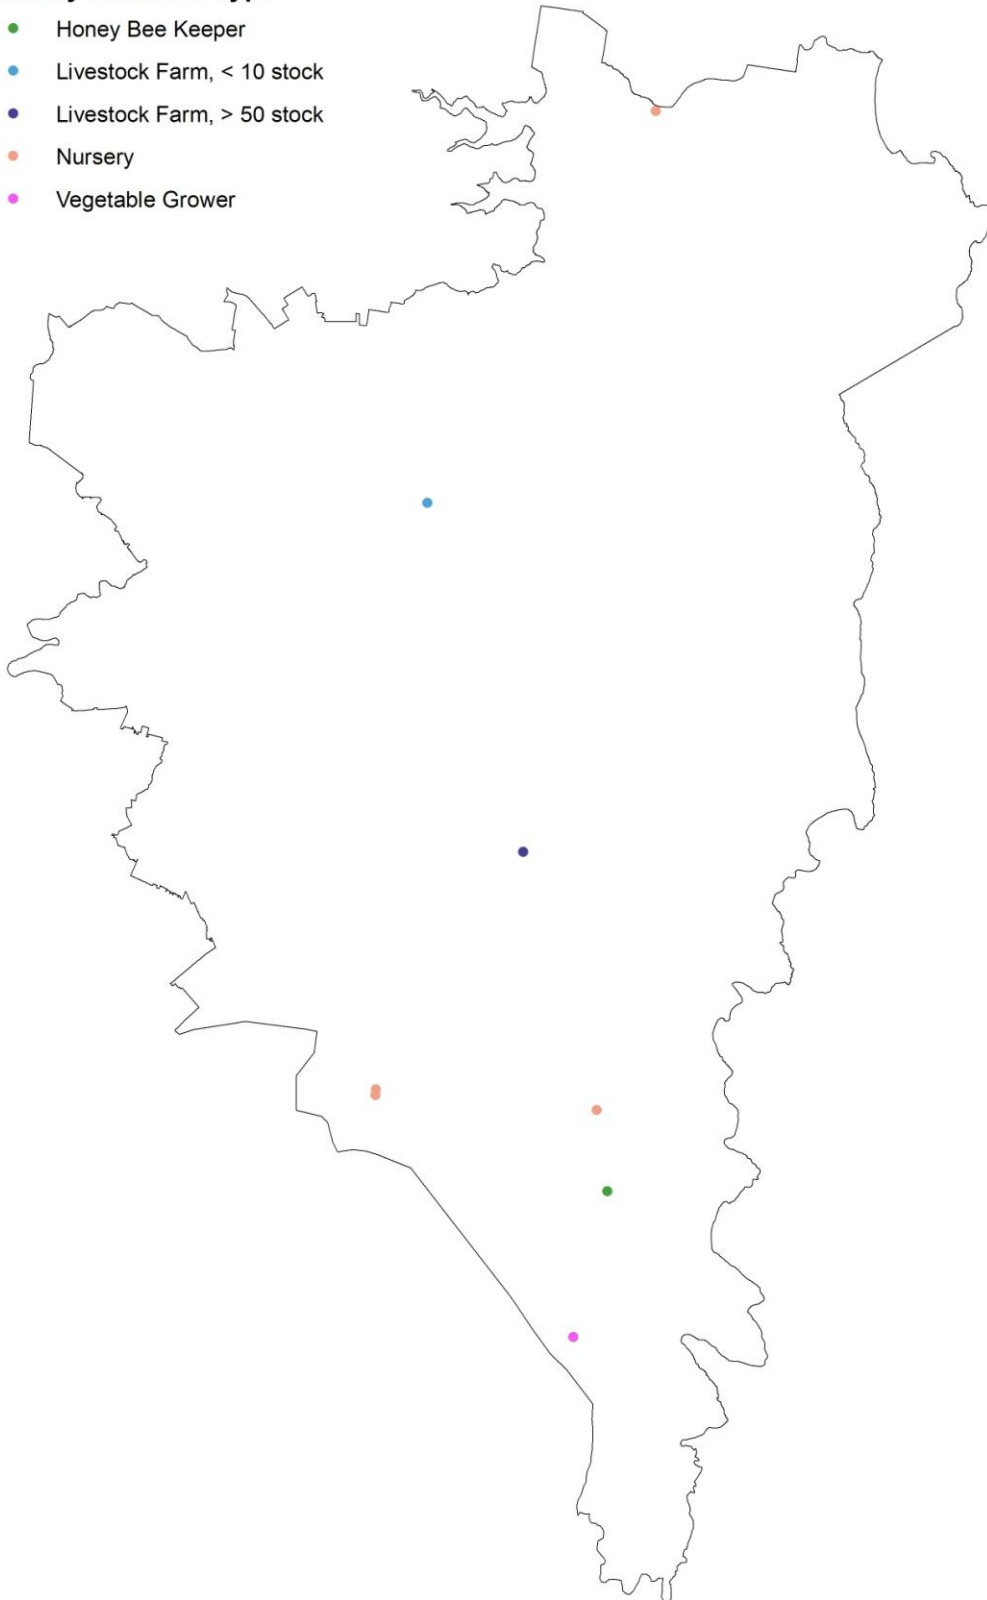 Honey Bee Keeper
Livestock Farm, < 10 stock
Livestock Farm, > 50 stock
Nursery
Vegetable Grower